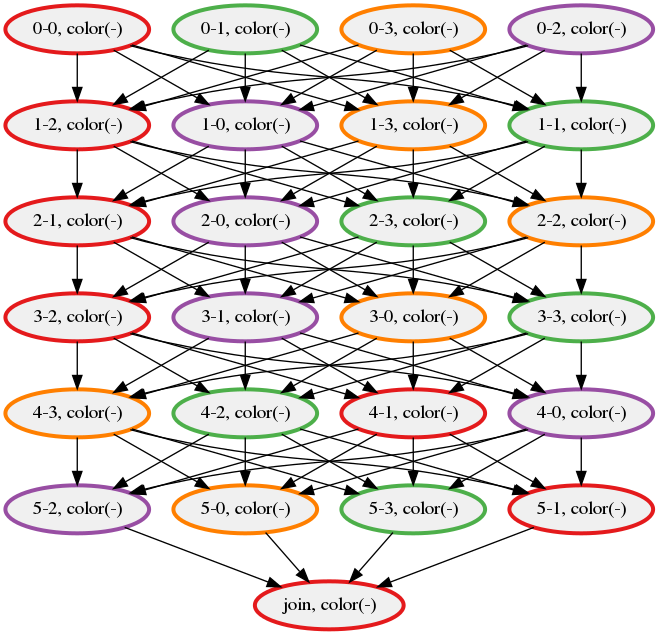 0-0, color(-)
0-1, color(-)
0-3, color(-)
0-2, color(-)
1-2, color(-)
1-0, color(-)
1-3, color(-)
1-1, color(-)
2-1, color(-)
2-0, color(-)
2-3, color(-)
2-2, color(-)
3-2, color(-)
3-1, color(-)
3-0, color(-)
3-3, color(-)
4-3, color(-)
4-2, color(-)
4-1, color(-)
4-0, color(-)
5-2, color(-)
5-0, color(-)
5-3, color(-)
5-1, color(-)
join, color(-)